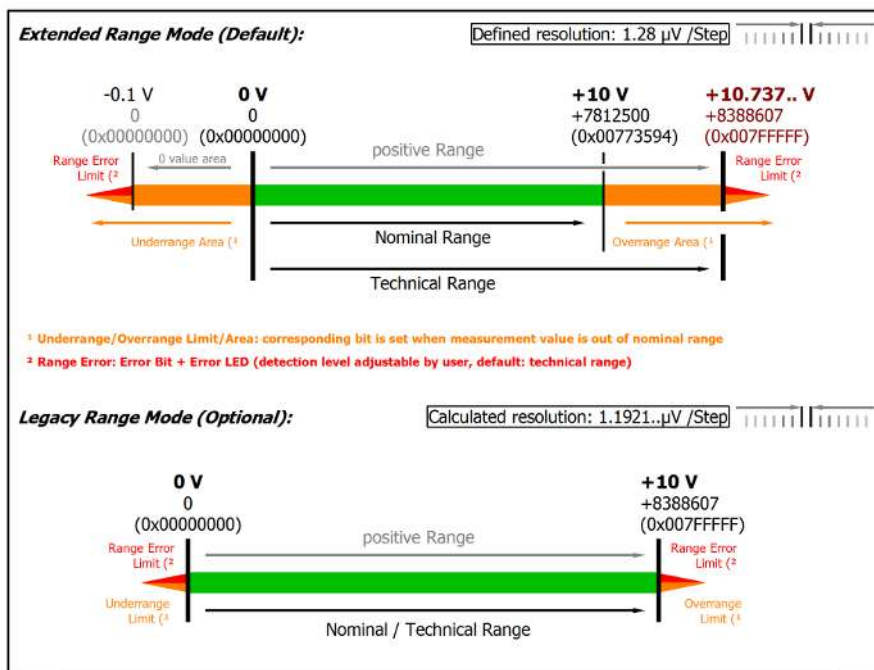 Extended Range Mode (Default):
Defined resolution: 1.28 µV /Step
-0.1 V
0
(0x00000000)
0 V
0
(0x00000000)
+10 V
+7812500
(0x00773594)
+10.737.. V
+8388607
(0x007FFFFF)
Range Error
Limit (²
0 value area
positive Range
Range Error
Limit (²
Underrange Area (¹
Nominal Range
Overrange Area (¹
Technical Range
¹ Underrange/Overrange Limit/Area: corresponding bit is set when measurement value is out of nominal range
² Range Error: Error Bit + Error LED (detection level adjustable by user, default: technical range)
Legacy Range Mode (Optional):
Calculated resolution: 1.1921..µV /Step
0 V
0
(0x00000000)
+10 V
+8388607
(0x007FFFFF)
Range Error
Limit (²
positive Range
Range Error
Limit (²
Underrange
Limit (¹
Nominal / Technical Range
Overrange
Limit (¹